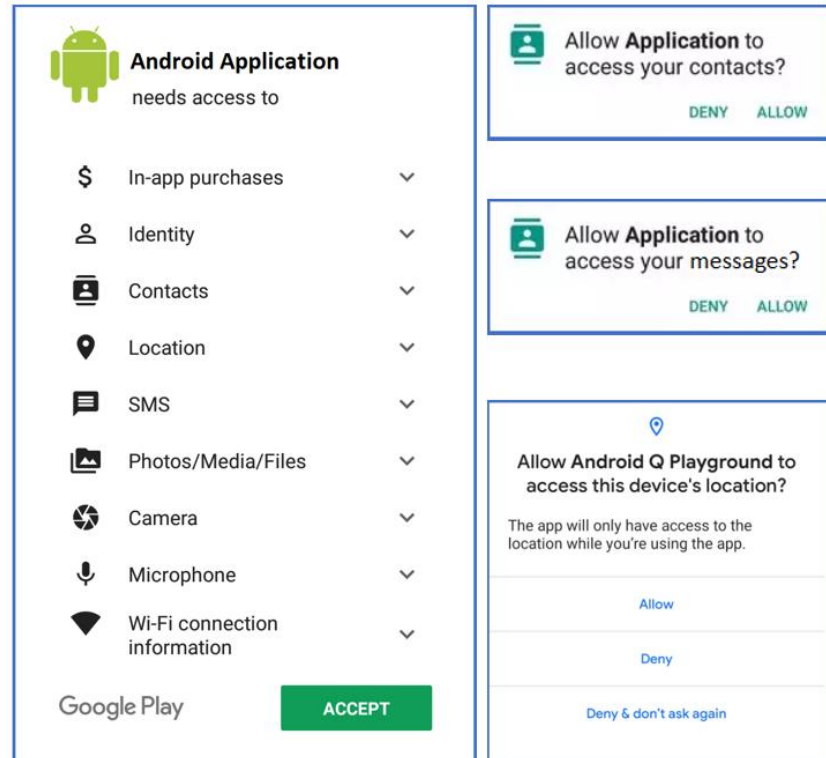 Android Application
needs access to
In-app purchases
Identity
Contacts
Location
SMS
Photos/Media/Files
Camera
Microphone
Wi-Fi connection
information
Google Play
ACCEPT
Allow Application to
access your contacts?
DENY ALLOW
Allow Application to
access your messages?
DENY ALLOW
Allow Android Q Playground to
access this device's location?
The app will only have access to the
location while you're using the app.
Allow
Deny
Deny & don't ask again